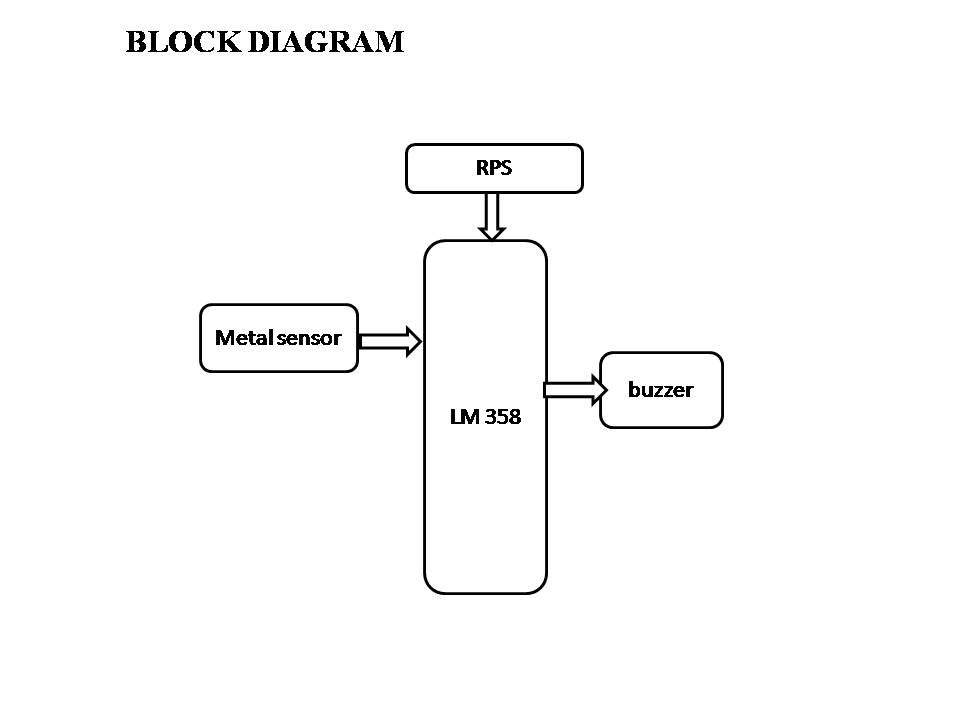 BLOCK DIAGRAM
RPS
Metal sensor
LM 358
buzzer